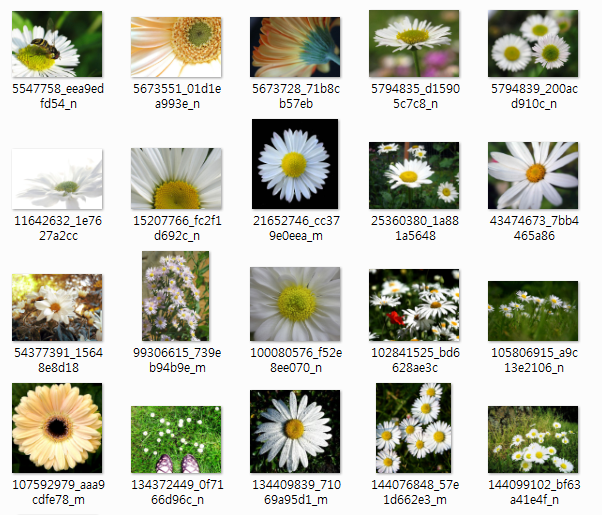 5547758_eea9ed
fd54_n
5673551_01d1e
a993e_n
5673728_71b8c
b57eb
5794835_d1590
5c7c8_n
5794839_200ac
d910c_n
11642632_1e76
27a2cc
15207766_fc2f1
d692c_n
21652746_cc37
9e0eea_m
25360380_1a88
1a5648
43474673_7bb4
465a86
54377391_1564
8e8d18
99306615_739e
b94b9e_m
100080576_f52e
8ee070_n
102841525_bd6
628ae3c
105806915_a9c
13e2106_n
107592979_aaa9
cdfe78_m
134372449_0f71
66d96c_n
134409839_710
69a95d1_m
144076848_57e
1d662e3_m
144099102_bf63
a41e4f_n